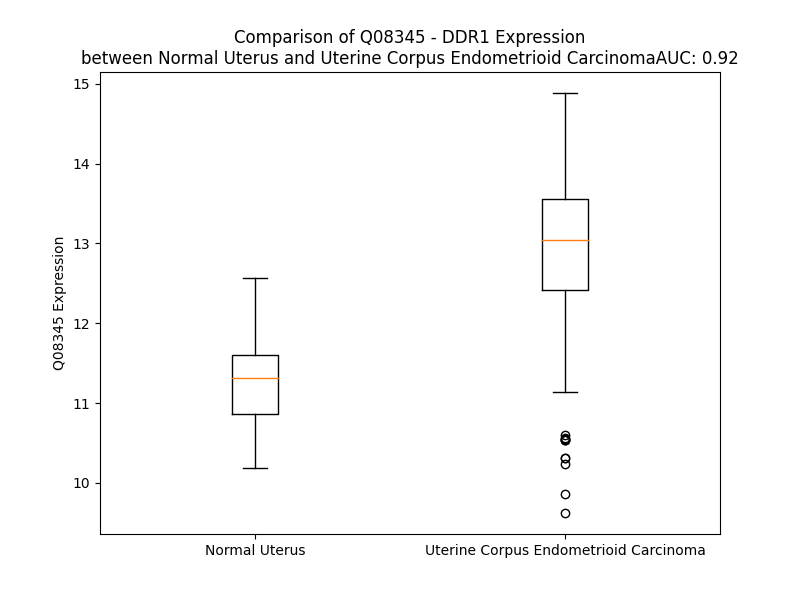 Comparison of Q08345 - DDR1 Expression
between Normal Uterus and Uterine Corpus Endometrioid CarcinomaAUC: 0.92
15
14
13
12
11
10
Q08345 Expression
Normal Uterus
Uterine Corpus Endometrioid Carcinoma